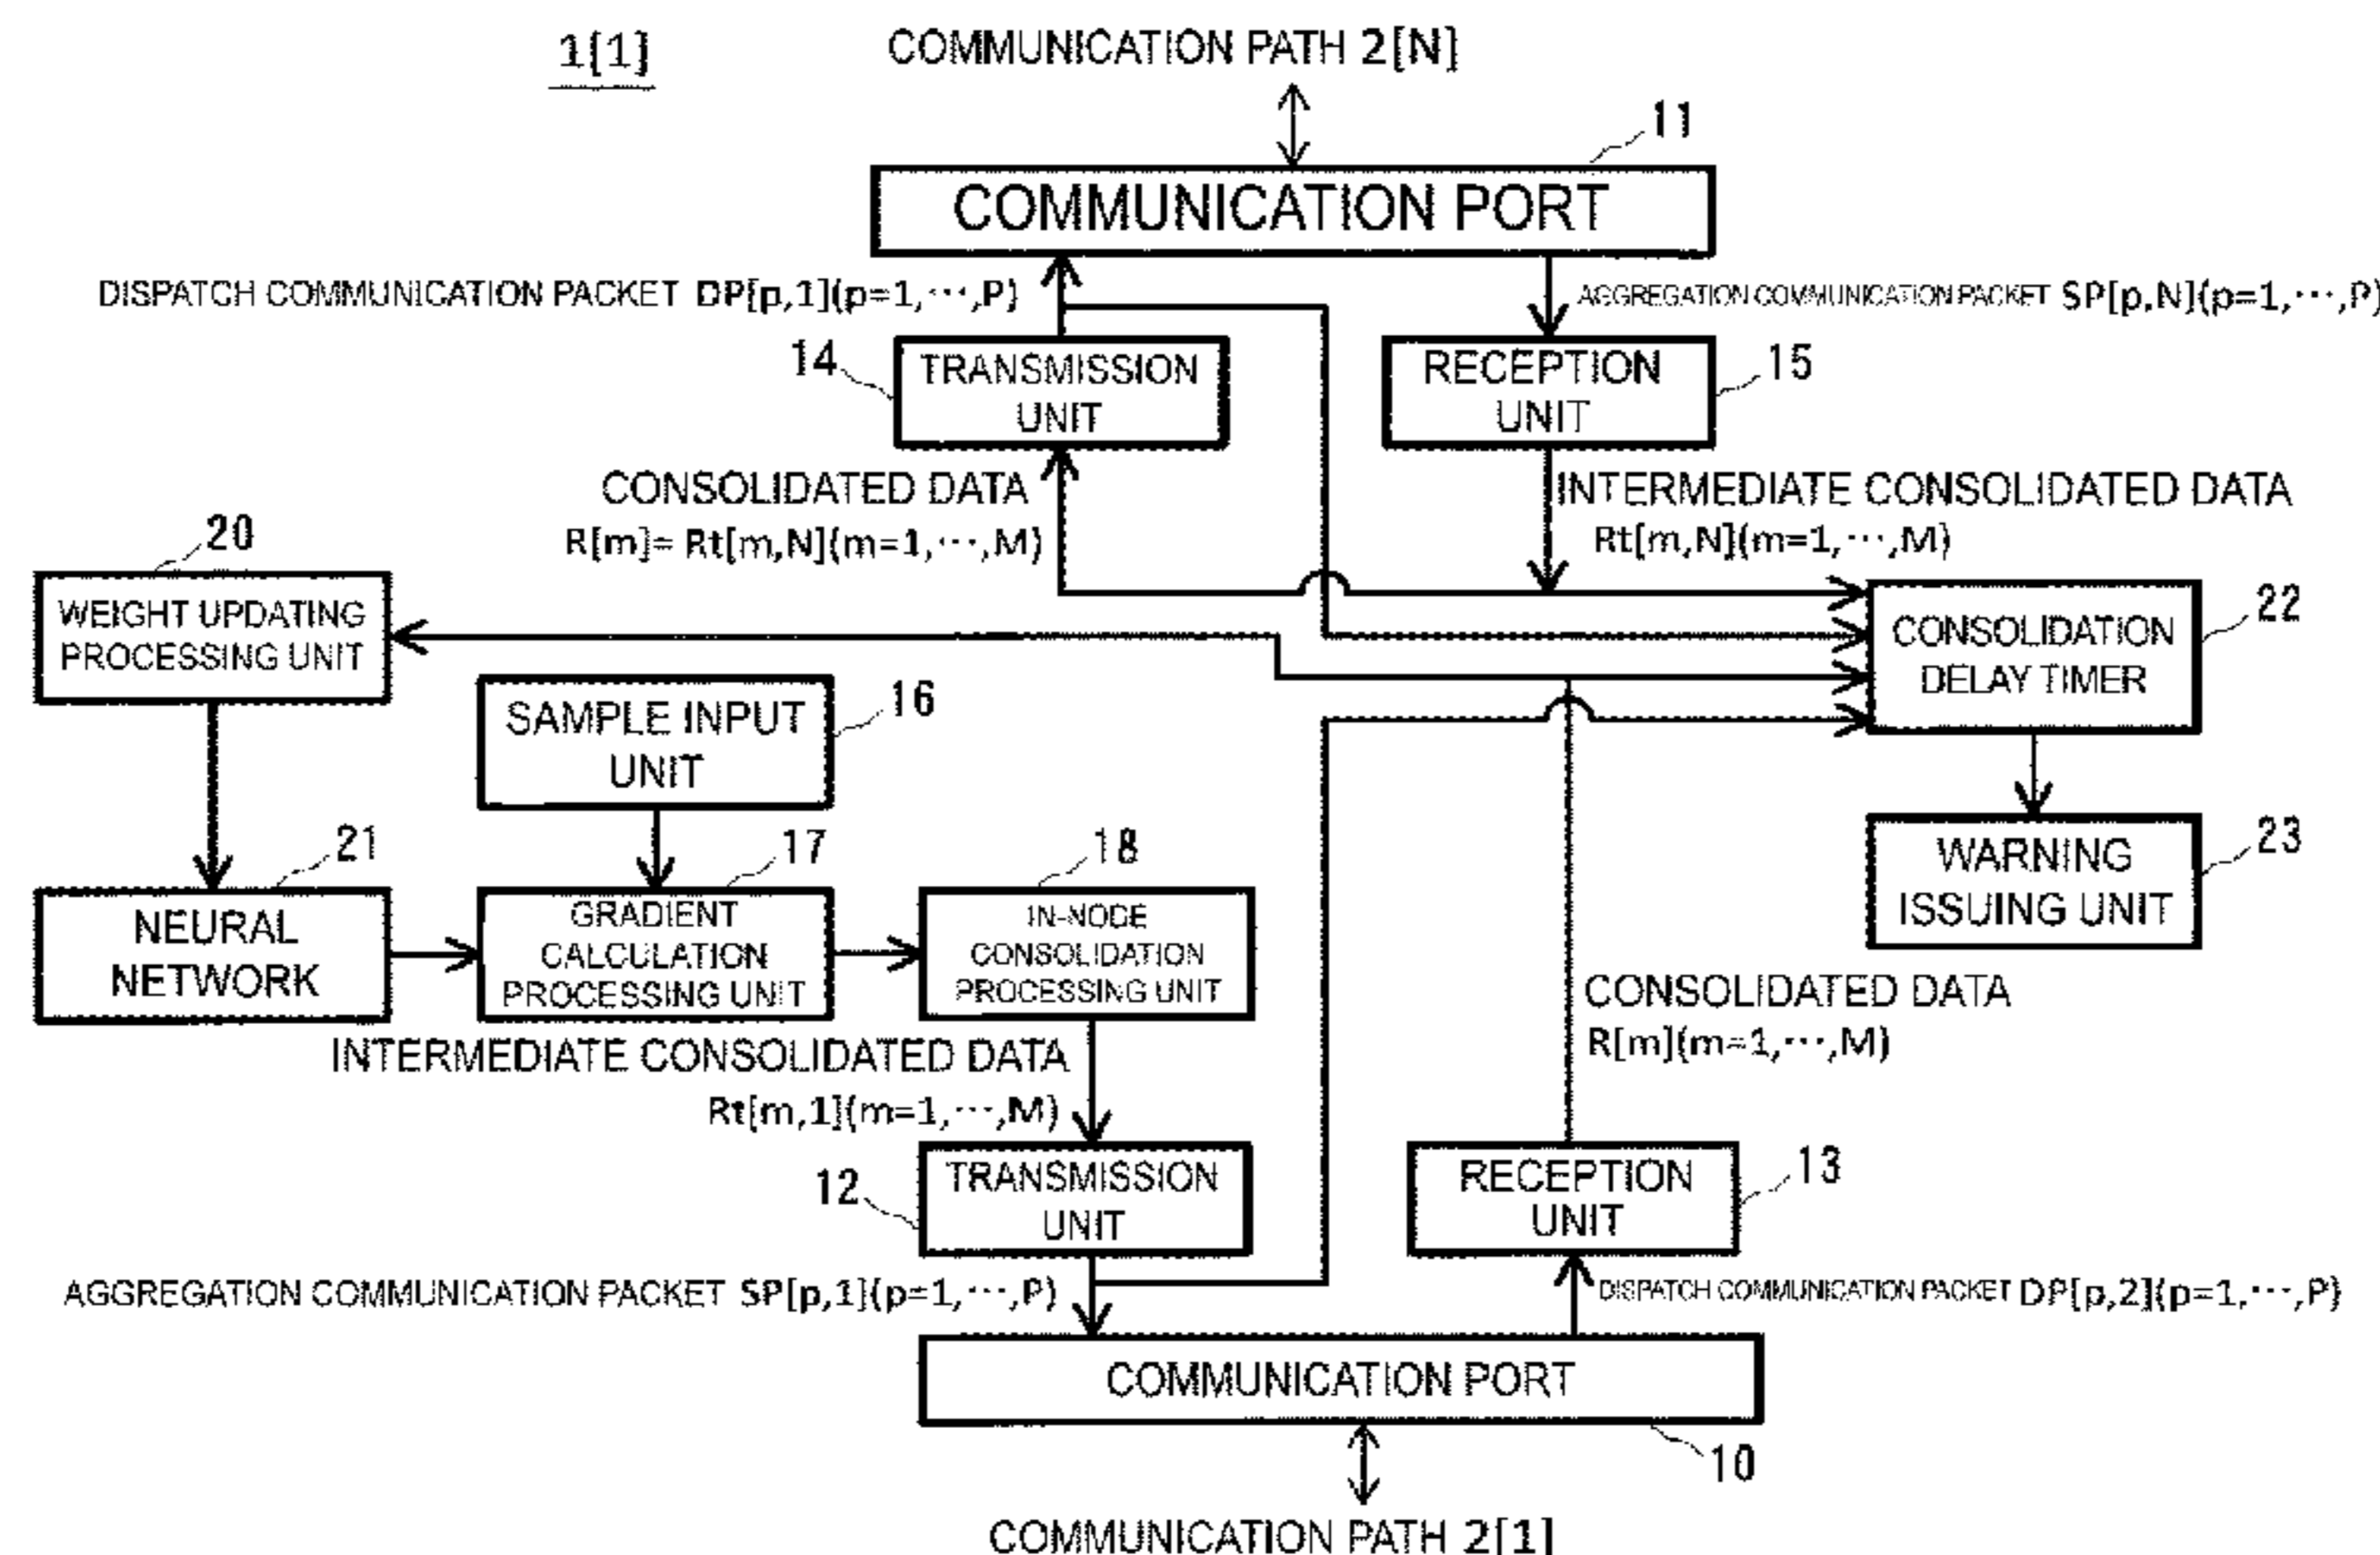 1[1]
COMMUNICATION PATH 2[N]
11
COMMUNICATION PORT
DISPATCH COMMUNICATION PACKET DP[p,1](p=1,···,P)
AGGREGATION COMMUNICATION PACKET SP[p,N](p=1,···,P)
14
TRANSMISSION
UNIT
RECEPTION
UNIT
15
CONSOLIDATED DATA
R[m]= Rt[m,N](m=1,···,M)
INTERMEDIATE CONSOLIDATED DATA
Rt[m,N](m=1,···,M)
20
WEIGHT UPDATING
PROCESSING UNIT
22
CONSOLIDATION
DELAY TIMER
16
SAMPLE INPUT
UNIT
23
WARNING
ISSUING UNIT
21
NEURAL
NETWORK
17
GRADIENT
CALCULATION
PROCESSING UNIT
18
IN-NODE
CONSOLIDATION
PROCESSING UNIT
CONSOLIDATED DATA
R[m](m=1,···,M)
INTERMEDIATE CONSOLIDATED DATA
Rt[m,1](m=1,···,M)
12
TRANSMISSION
UNIT
RECEPTION
UNIT
13
AGGREGATION COMMUNICATION PACKET SP[p,1](p=1,···,P)
DISPATCH COMMUNICATION PACKET DP[p,2](p=1,···,P)
COMMUNICATION PORT
10
COMMUNICATION PATH 2[1]